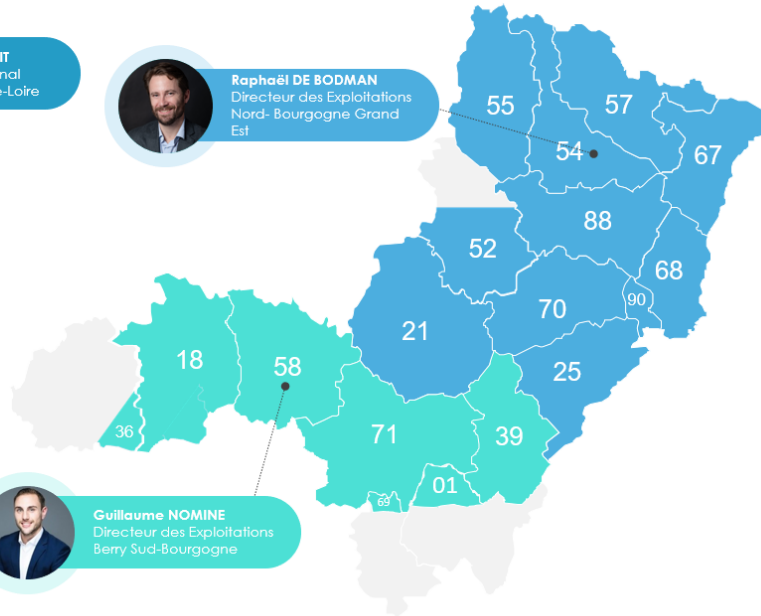 IT
nal
-Loire
Raphaël DE BODMAN
Directeur des Exploitations
Nord- Bourgogne Grand
Est
55
57
54
67
88
52
68
90
70
21
25
18
58
36
71
39
01
69
Guillaume NOMINE
Directeur des Exploitations
Berry Sud-Bourgogne